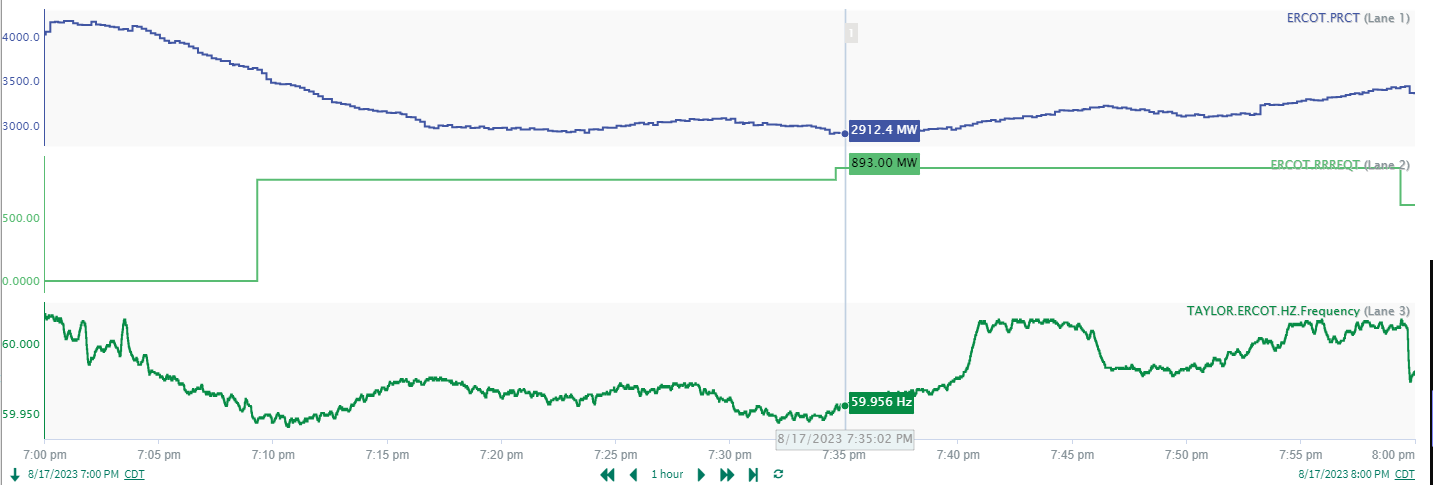 ERCOT.PRCT (Lane 1)
4000.0
1
3500.0
3000.0
2912.4 MW
893.00 MW
ERCOT.RRREQT (Lane 2)
500.00
0.0000
TAYLOR.ERCOT.HZ.Frequency (Lane 3)
60.000
59.956 Hz
59.950
8/17/2023 7:35:02 PM
7:00 pm 7:05 pm 7:10 pm 7:15 pm 7:20 pm 7:25 pm 7:30 pm 7:35 pm 7:40 pm 7:45 pm 7:50 pm 7:55 pm 8:00 pm
8/17/2023 7:00 PM CDT 1 hour 8/17/2023 8:00 PM CDT